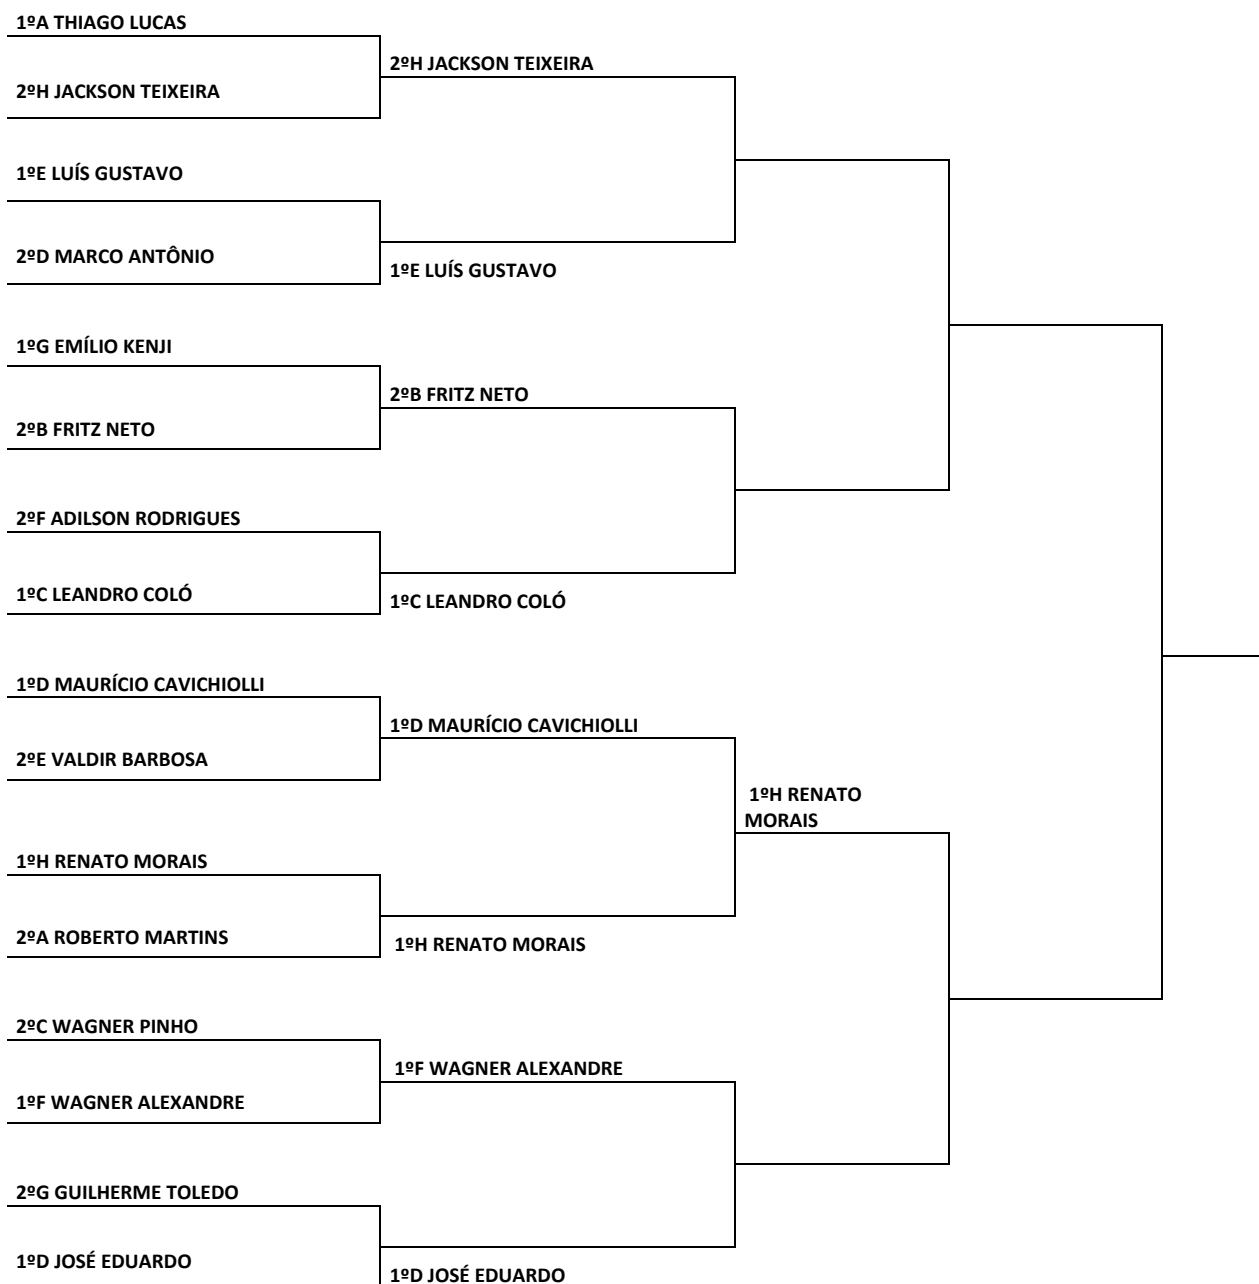 1ºA THIAGO LUCAS
2ºH JACKSON TEIXEIRA
2ºH JACKSON TEIXEIRA
1ºE LUÍS GUSTAVO
2ºD MARCO ANTÔNIO
1ºE LUÍS GUSTAVO
1ºG EMÍLIO KENJI
2ºB FRITZ NETO
2ºB FRITZ NETO
2ºF ADILSON RODRIGUES
1ºC LEANDRO COLÓ
1ºC LEANDRO COLÓ
1ºD MAURÍCIO CAVICHIOLLI
1ºD MAURÍCIO CAVICHIOLLI
2ºE VALDIR BARBOSA
1ºH RENATO
MORAIS
1ºH RENATO MORAIS
2ºA ROBERTO MARTINS
1ºH RENATO MORAIS
2ºC WAGNER PINHO
1ºF WAGNER ALEXANDRE
1ºF WAGNER ALEXANDRE
2ºG GUILHERME TOLEDO
1ºD JOSÉ EDUARDO
1ºD JOSÉ EDUARDO